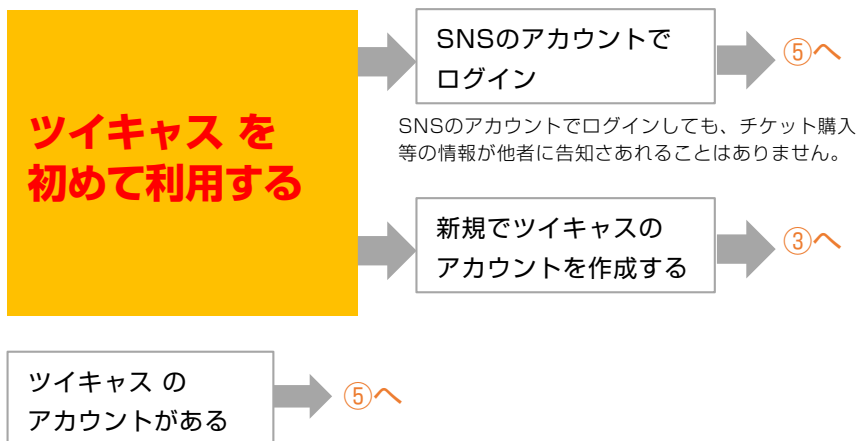 ツイキャス を
初めて利用する
SNSのアカウントで
ログイン
⑤へ
SNSのアカウントでログインしても、チケット購入
等の情報が他者に告知さあれることはありません。
新規でツイキャスの
アカウントを作成する
③へ
ツイキャス の
アカウントがある
⑤へ